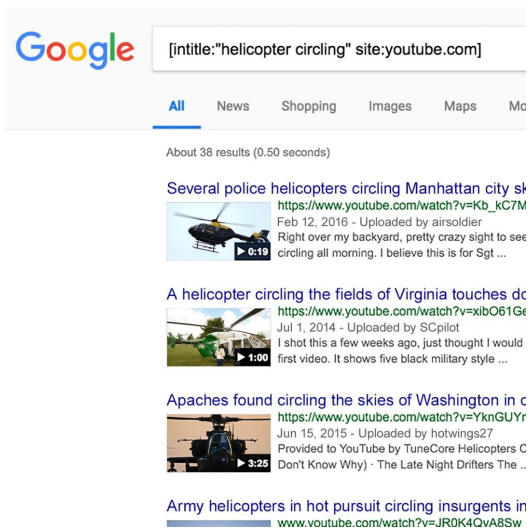 Google
[intitle:"helicopter circling" site:youtube.com]
All News Shopping Images Maps
About 38 results (0.50 seconds)
Several police helicopters circling Manhattan city
https://www.youtube.com/watch?v=Kb_kC7M
Feb 12, 2016 - Uploaded by airsoldier
Right over my backyard, pretty crazy sight to see
0:19
circling all morning. I believe this is for Sgt ...
A helicopter circling the fields of Virginia touches
https://www.youtube.com/watch?v=xibO61Ge
Jul 1, 2014 - Uploaded by SCpilot
I shot this a few weeks ago, just thought I would
1:00
first video. It shows five black military style ...
Apaches found circling the skies of Washington in
https://www.youtube.com/watch?v=YknGUYn
Jun 15, 2015 - Uploaded by hotwings27
Provided to YouTube by TuneCore Helicopters
3:25
Don't Know Why) · The Late Night Drifters The ...
Army helicopters in hot pursuit circling insurgents in
www.youtube.com/watch?v=JR0K4QvA8Sw